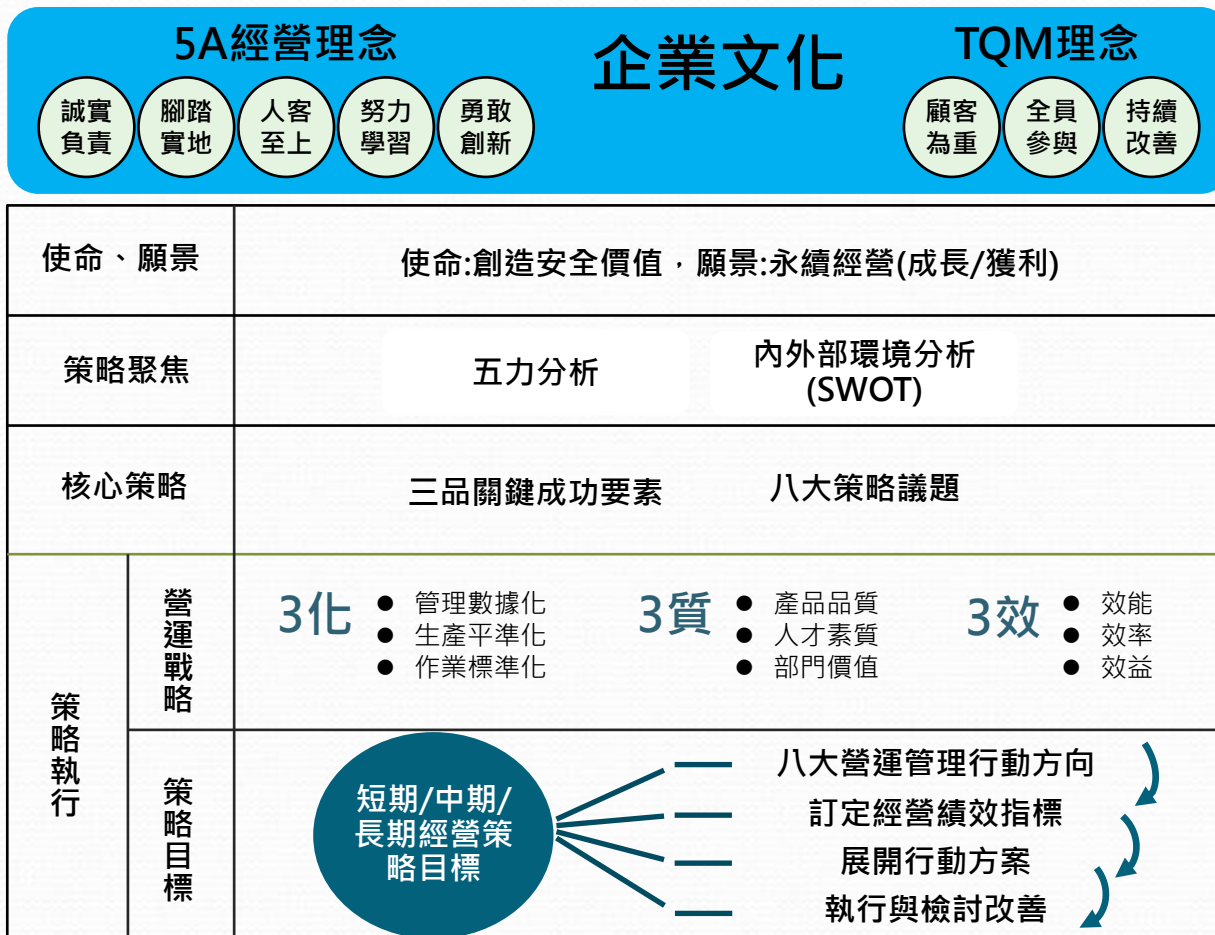 5A經營理念
企業文化
TQM理念
誠實
負責
腳踏
實地
人客
至上
努力
學習
勇敢
創新
顧客
為重
全員
參與
持續
改善
使命、願景
使命:創造安全價值，願景:永續經營(成長/獲利)
策略聚焦
五力分析
內外部環境分析
(SWOT)
核心策略
三品關鍵成功要素
八大策略議題
策略執行
營運戰略
3化
● 管理數據化
● 生產平準化
● 作業標準化
3質
● 產品品質
● 人才素質
● 部門價值
3效
● 效能
● 效率
● 效益
策略目標
短期/中期/
長期經營策
略目標
八大營運管理行動方向
訂定經營績效指標
展開行動方案
執行與檢討改善